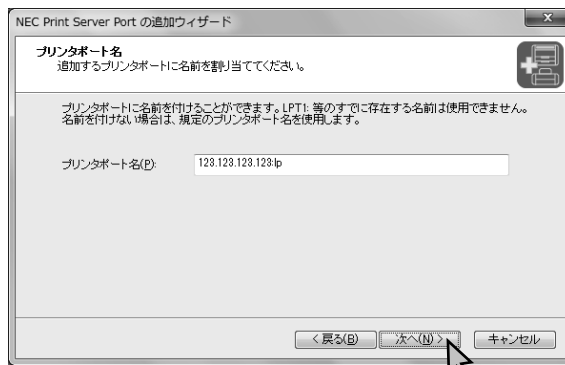 NEC Print Server Port の追加ウィザード
プリンタポート名
追加するプリンタポートに名前を割り当ててください。
プリンタポートに名前を付けることができます。LPT1: 等のすでに存在する名前は使用できません。
名前を付けない場合は、規定のプリンタポート名を使用します。
プリンタポート名(P):
123.123.123.123:lp
< 戻る(B)
次へ(N) >
キャンセル